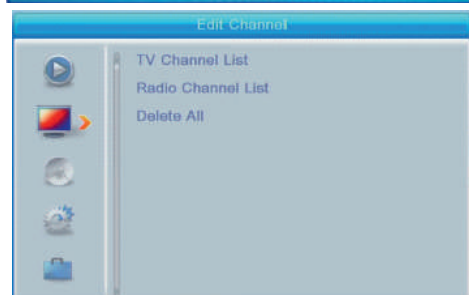 Edit Channel
TV Channel List
Radio Channel List
Delete All